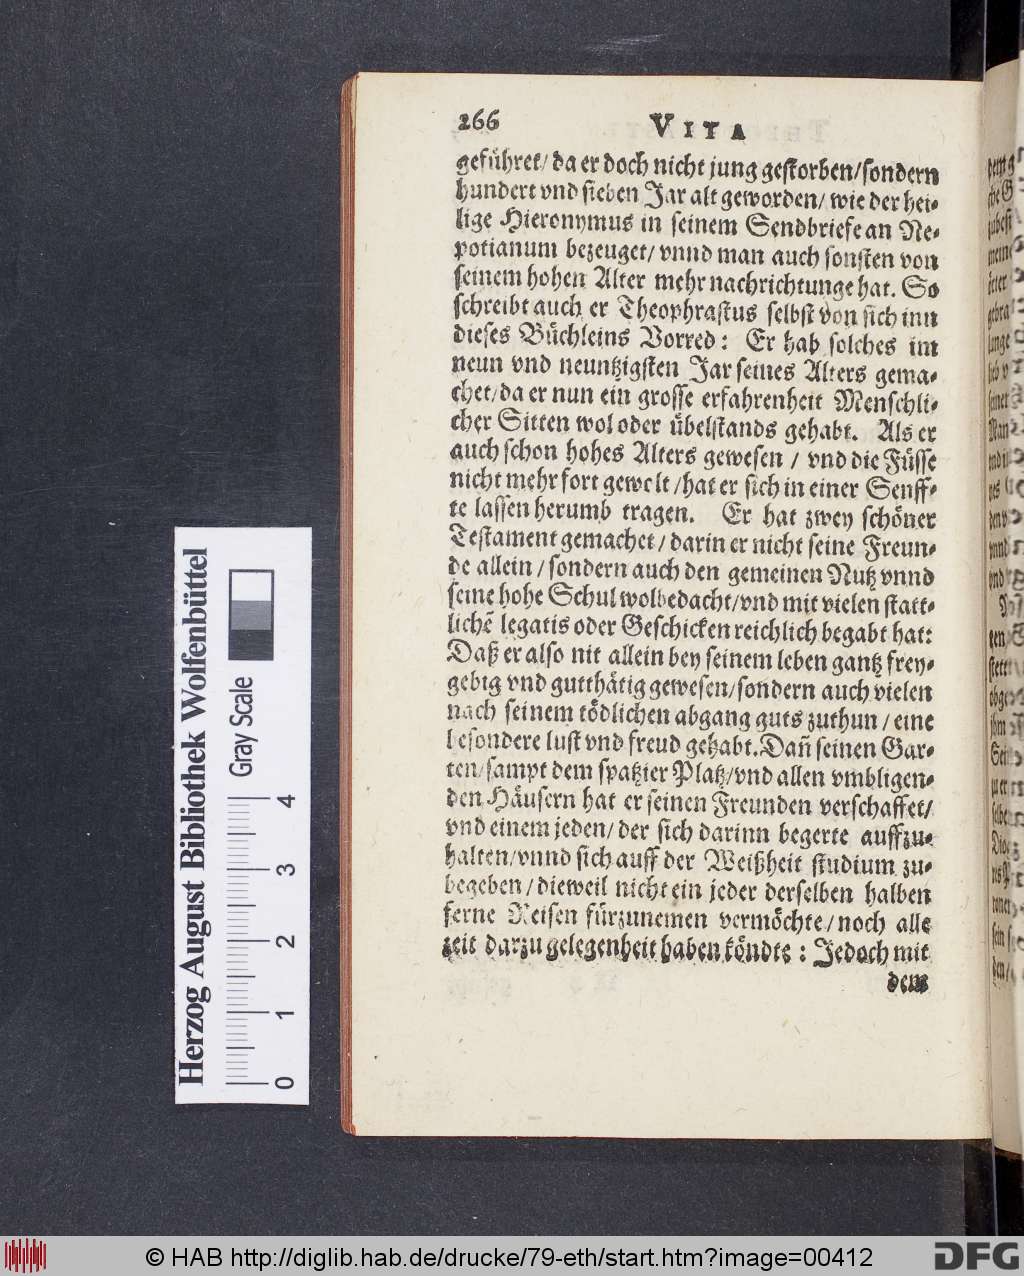 266 VITA
geführet/ da er doch nicht jung gestorben/ sondern
hundert vnd sieben Jar alt geworden/ wie der hei-
lige Hieronymus in seinem Sendbriefe an Ne-
potianum bezeuget/ vnnd man auch sonsten von
seinem hohen Alter mehr nachrichtunge hat. So
schreibt auch er Theophrastus selbst von sich inn
dieses Büchleins Vorred: Er hab solches im
neun vnd neuntzigsten Jar seines Alters gema-
chet/ da er nun ein grosse erfahrenheit Menschli-
cher Sitten wol oder übelstands gehabt. Als er
auch schon hohes Alters gewesen / vnd die Füsse
nicht mehr fort gewelt / hat er sich in einer Senff-
te lassen herumb tragen. Er hat zwey schöner
Testament gemachet / darin er nicht seine Freun-
de allein / sondern auch den gemeinen Nutz vnnd
seine hohe Schul wolbedacht/ vnd mit vielen statt-
lichẽ legatis oder Geschicken reichlich begabt hat:
Daß er also nit allein bey seinem leben gantz frey-
gebig vnd gutthätig gewesen/ sondern auch vielen
nach seinem tödlichen abgang guts zuthun / eine
besondere lust vnd freud gehabt. Dañ seinen Gar-
ten/ sampt dem spatzier Platz/ vnd allen vmbligen-
den Häusern hat er seinen Freunden verschaffet/
vnd einem jeden/ der sich darinn begerte auffzu-
halten/ vnnd sich auff der Weißheit studium zu-
begeben / dieweil nicht ein jeder derselben halben
ferne Reisen fürzunemen vermöchte/ noch alle
zeit darzu gelegenheit haben köndte : Jedoch mit
dem
Herzog August Bibliothek Wolfenbüttel
Gray Scale
0 1 2 3 4
© HAB http://diglib.hab.de/drucke/79-eth/start.htm?image=00412
DFG